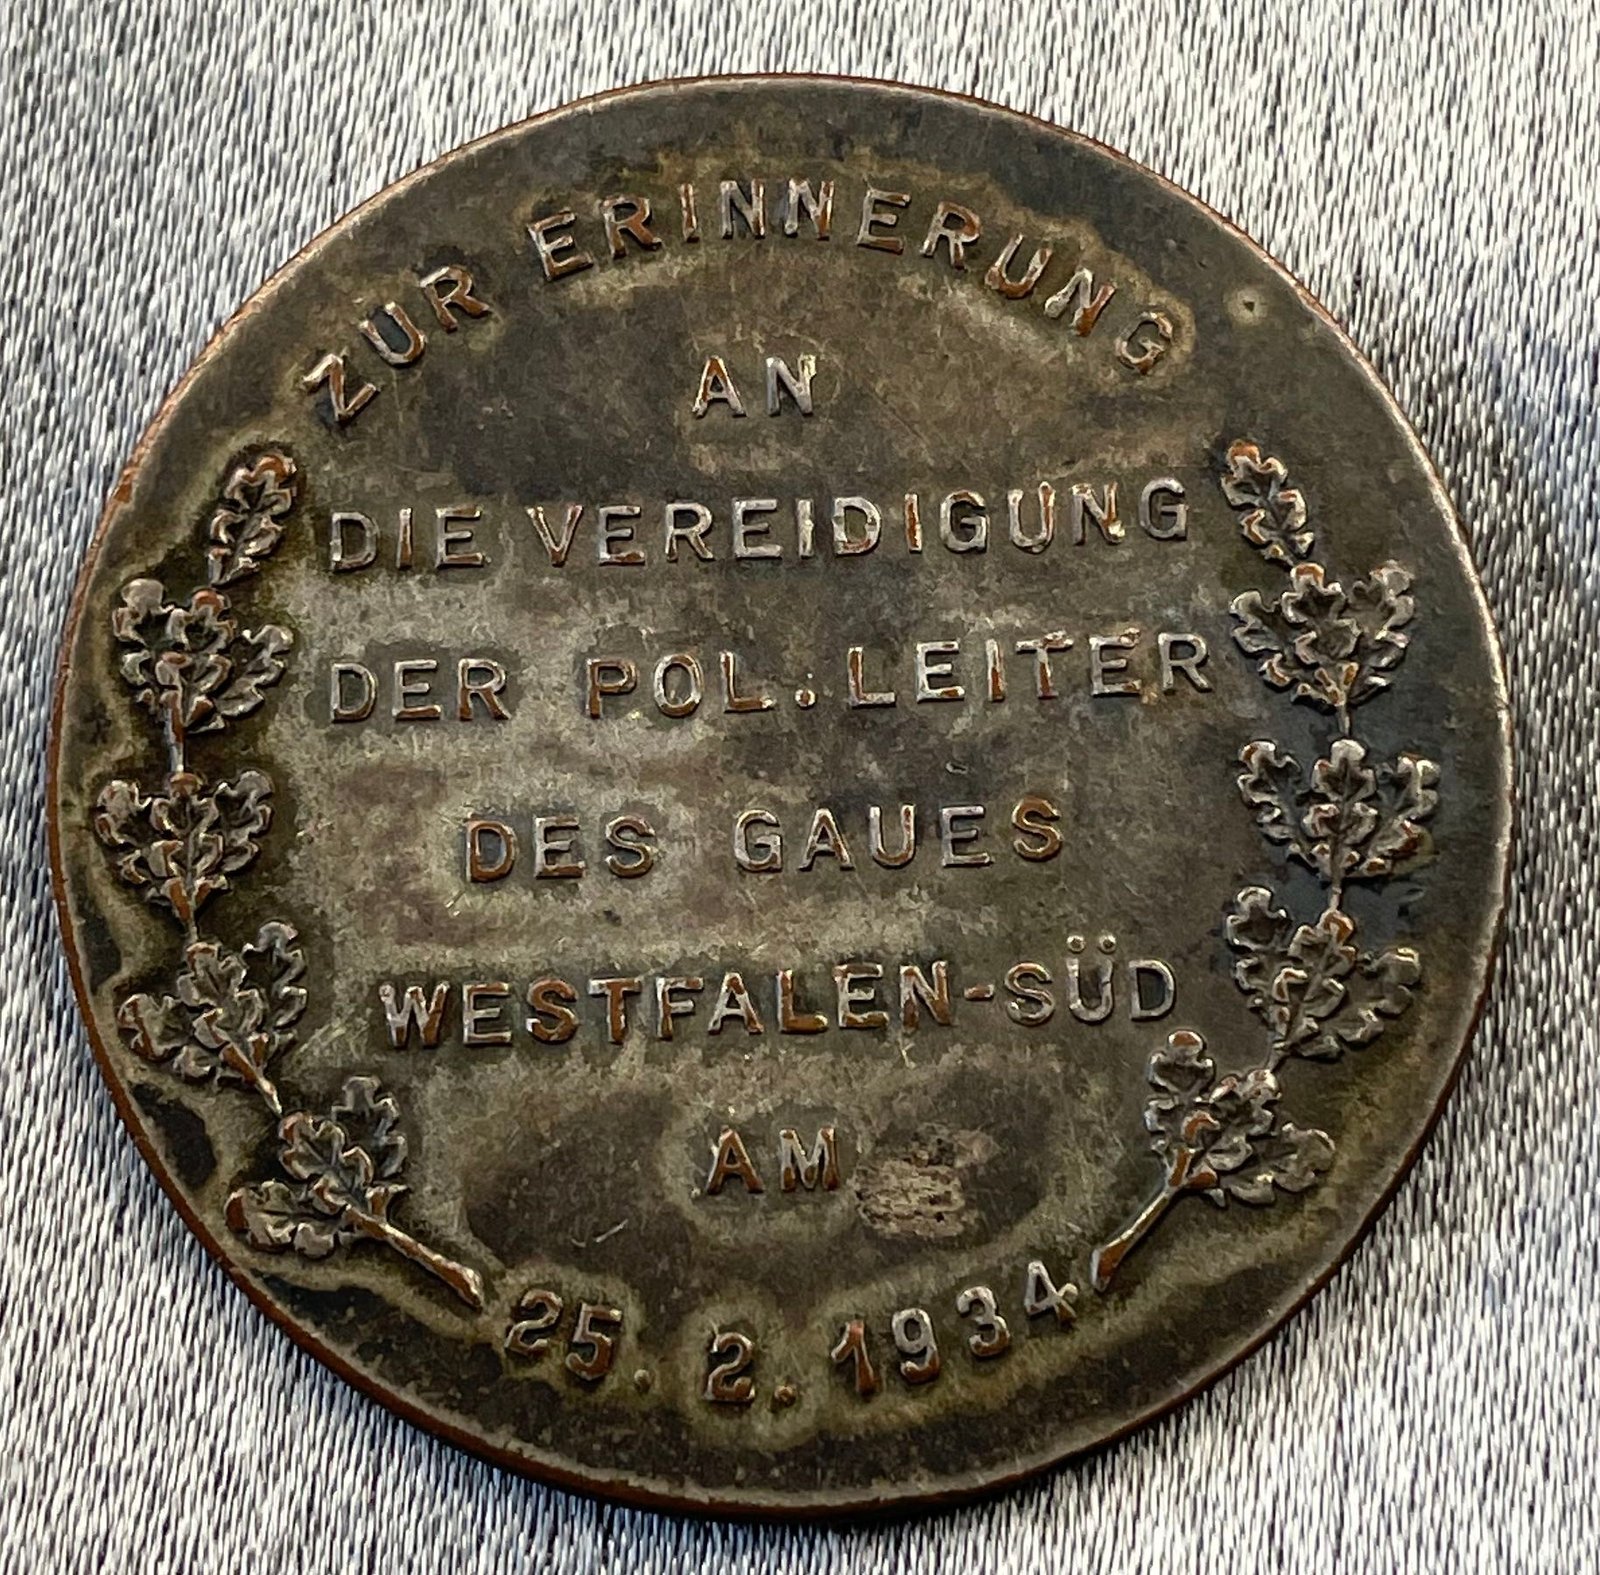 ZUR ERINNERUNG
AN
DIE VEREIDIGUNG
DER POL. LEITER
DES GAUES
WESTFALEN-SÜD
AM
25. 2. 1934